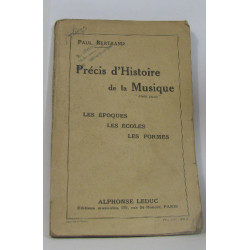 PAUL BERTRAND
Précis d'Histoire
de la Musique
LES ÉPOQUES
LES ÉCOLES
LES FORMES
ALPHONSE LEDUC